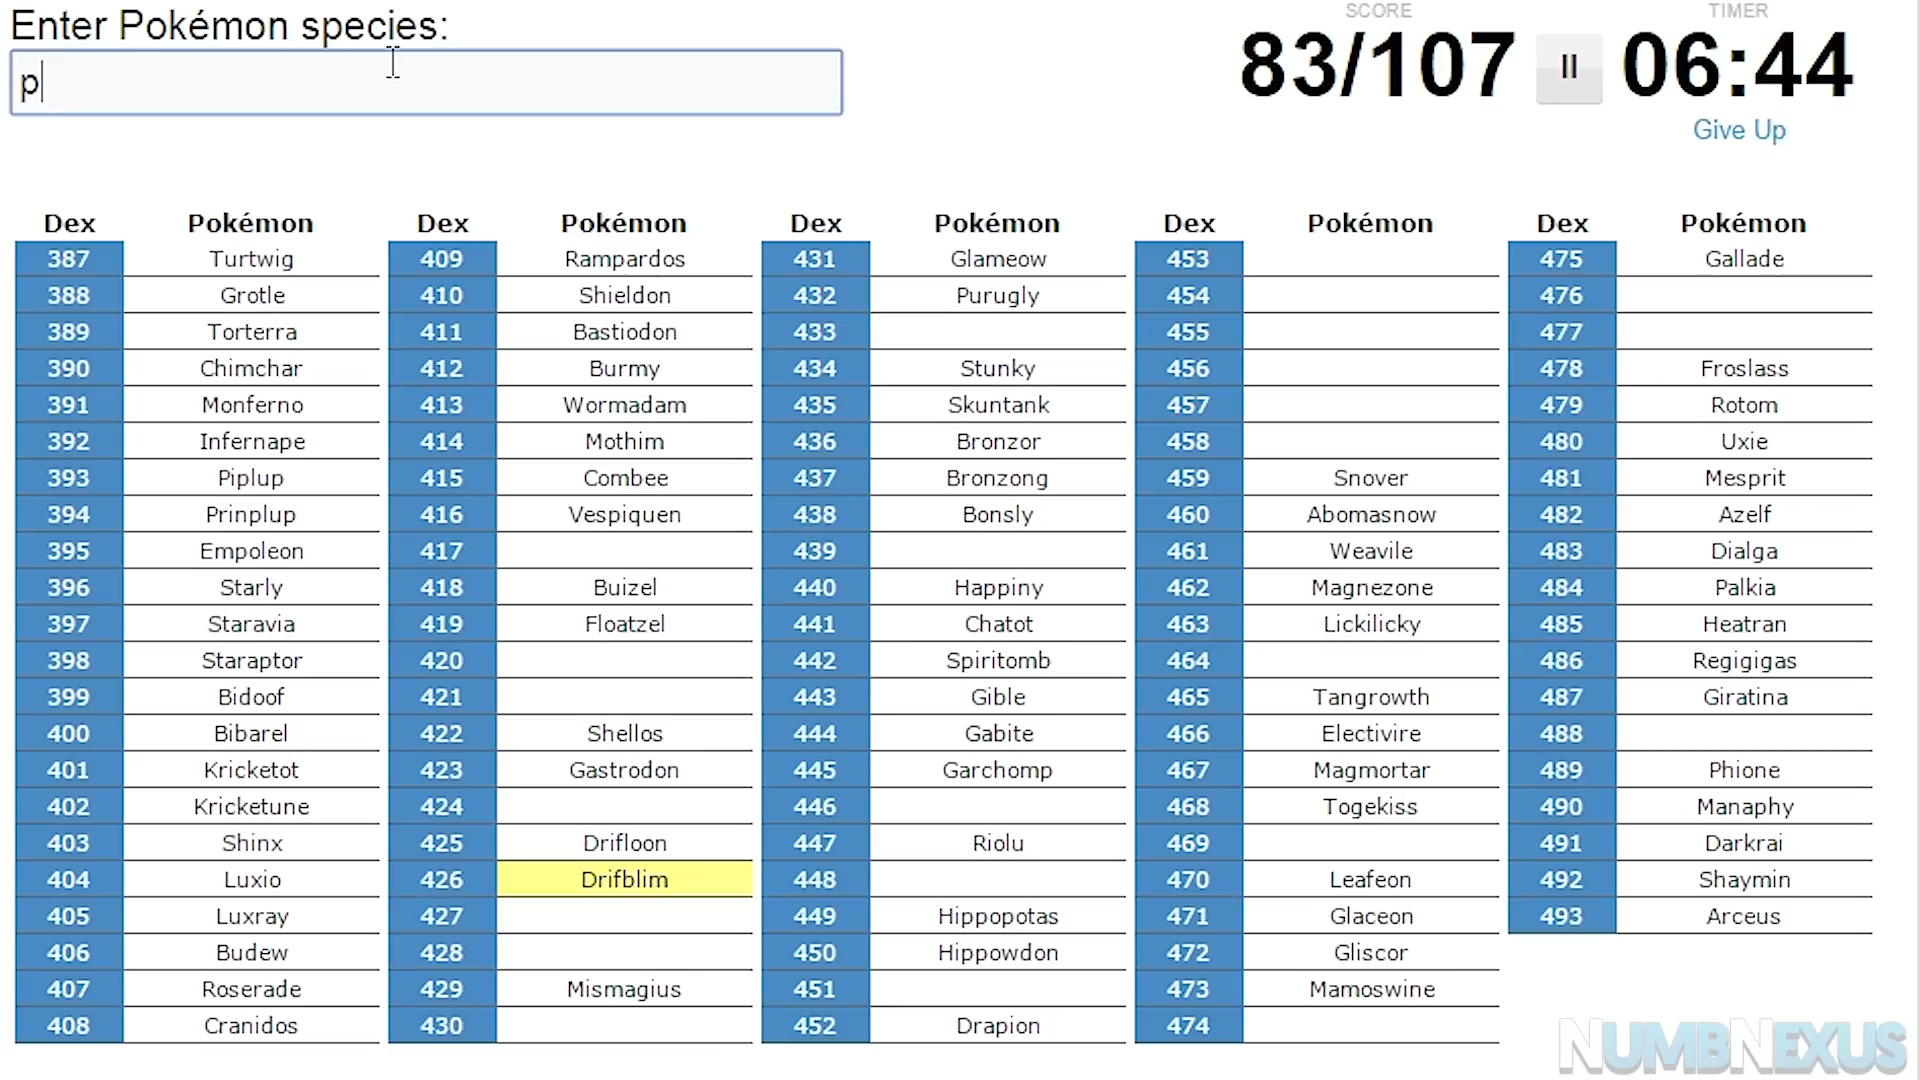 Enter Pokémon species:
p
SCORE
83/107
TIMER
06:44
Give Up
Dex Pokémon Dex Pokémon Dex Pokémon Dex Pokémon Dex Pokémon
387 Turtwig 409 Rampardos 431 Glameow 453 475 Gallade
388 Grotle 410 Shieldon 432 Purugly 454 476
389 Torterra 411 Bastiodon 433 455 477
390 Chimchar 412 Burmy 434 Stunky 456 478 Froslass
391 Monferno 413 Wormadam 435 Skuntank 457 479 Rotom
392 Infernape 414 Mothim 436 Bronzor 458 480 Uxie
393 Piplup 415 Combee 437 Bronzong 459 Snover 481 Mesprit
394 Prinplup 416 Vespiquen 438 Bonsly 460 Abomasnow 482 Azelf
395 Empoleon 417 439 461 Weavile 483 Dialga
396 Starly 418 Buizel 440 Happiny 462 Magnezone 484 Palkia
397 Staravia 419 Floatzel 441 Chatot 463 Lickilicky 485 Heatran
398 Staraptor 420 442 Spiritomb 464 486 Regigigas
399 Bidoof 421 443 Gible 465 Tangrowth 487 Giratina
400 Bibarel 422 Shellos 444 Gabite 466 Electivire 488
401 Kricketot 423 Gastrodon 445 Garchomp 467 Magmortar 489 Phione
402 Kricketune 424 446 468 Togekiss 490 Manaphy
403 Shinx 425 Drifloon 447 Riolu 469 491 Darkrai
404 Luxio 426 Drifblim 448 470 Leafeon 492 Shaymin
405 Luxray 427 449 Hippopotas 471 Glaceon 493 Arceus
406 Budew 428 450 Hippowdon 472 Gliscor
407 Roserade 429 Mismagius 451 473 Mamoswine
408 Cranidos 430 452 Drapion 474
NUMBNEXUS